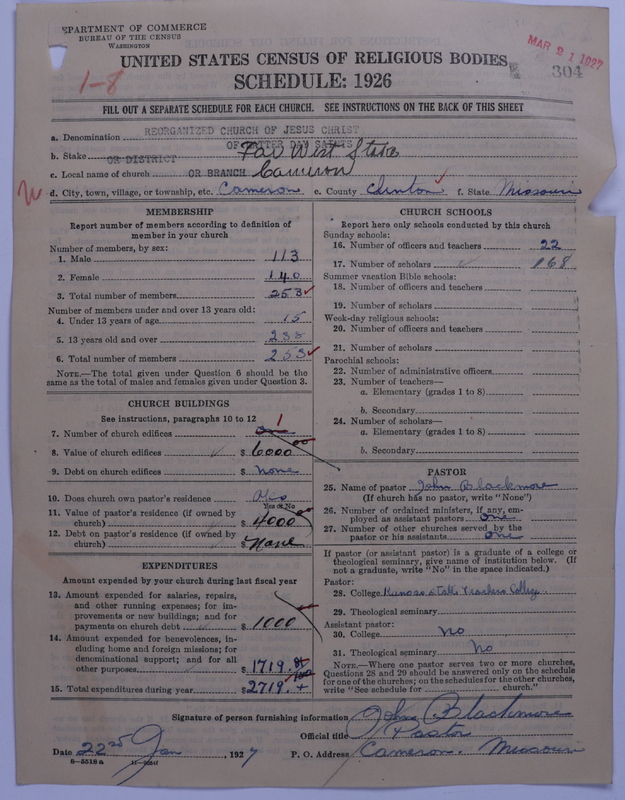 DEPARTMENT OF COMMERCE
BUREAU OF THE CENSUS
WASHINGTON
MAR 21 1927
UNITED STATES CENSUS OF RELIGIOUS BODIES
304
1-8
SCHEDULE: 1926
FILL OUT A SEPARATE SCHEDULE FOR EACH CHURCH. SEE INSTRUCTIONS ON THE BACK OF THIS SHEET
a. Denomination REORGANIZED CHURCH OF JESUS CHRIST
OF LATTER DAY SAINTS
b. Stake OR DISTRICT Far West Stake
c. Local name of church OR BRANCH Cameron
d. City, town, village, or township, etc. Cameron e. County Clinton f. State Missouri
MEMBERSHIP
Report number of members according to definition of
member in your church
Number of members, by sex:
1. Male 113
2. Female 140
3. Total number of members 253
Number of members under and over 13 years old:
4. Under 13 years of age 15
5. 13 years old and over 238
6. Total number of members 253
NOTE.—The total given under Question 6 should be the
same as the total of males and females given under Question 3.
CHURCH BUILDINGS
See instructions, paragraphs 10 to 12
7. Number of church edifices 1
8. Value of church edifices $ 6000 00
9. Debt on church edifices $ None
10. Does church own pastor's residence
Yes or No
11. Value of pastor's residence (if owned by
church) $ 4000 00
12. Debt on pastor's residence (if owned by
church) $ None
EXPENDITURES
Amount expended by your church during last fiscal year
13. Amount expended for salaries, repairs,
and other running expenses; for im-
provements or new buildings; and for
payments on church debt $ 1000
14. Amount expended for benevolences, in-
cluding home and foreign missions; for
denominational support; and for all
other purposes $ 1719.
15. Total expenditures during year $ 2719. +
CHURCH SCHOOLS
Report here only schools conducted by this church
Sunday schools:
16. Number of officers and teachers 22
17. Number of scholars 168
Summer vacation Bible schools:
18. Number of officers and teachers
19. Number of scholars
Week-day religious schools:
20. Number of officers and teachers
21. Number of scholars
Parochial schools:
22. Number of administrative officers
23. Number of teachers—
a. Elementary (grades 1 to 8)
b. Secondary
24. Number of scholars—
a. Elementary (grades 1 to 8)
b. Secondary
PASTOR
25. Name of pastor John Blackmore
(If church has no pastor, write "None")
26. Number of ordained ministers, if any, em-
ployed as assistant pastors one
27. Number of other churches served by the
pastor or his assistants one
If pastor (or assistant pastor) is a graduate of a college or
theological seminary, give name of institution below. (If
not a graduate, write "No" in the space indicated.)
Pastor:
28. College Kansas State Teachers College
29. Theological seminary
Assistant pastor:
30. College No
31. Theological seminary No
NOTE.—Where one pastor serves two or more churches,
Questions 28 and 29 should be answered only on the schedule
for one of the churches; on the schedules for the other churches,
write "See schedule for church."
Signature of person furnishing information John Blackmore
Official title Pastor
Date 22nd Jan, 1927 P. O. Address Cameron. Missouri
8-5518 a